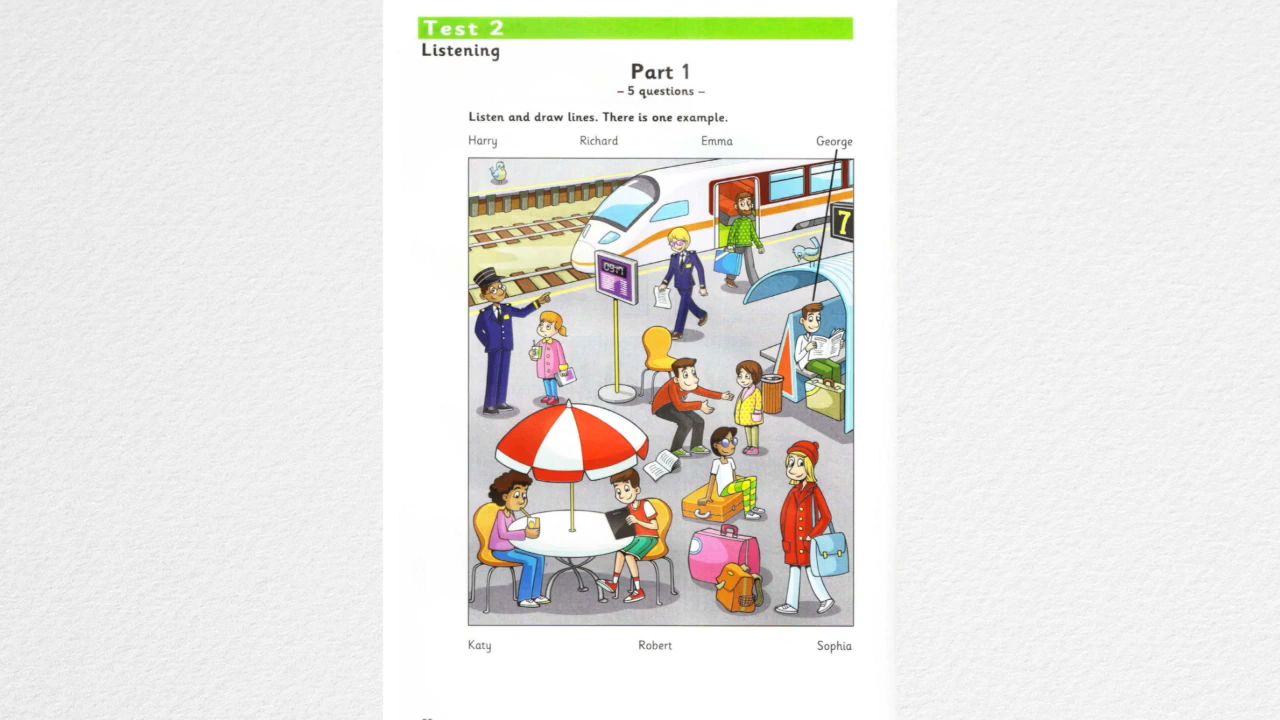 Test 2
Listening
Part 1
– 5 questions –
Listen and draw lines. There is one example.
Harry Richard Emma George
7
Katy Robert Sophia